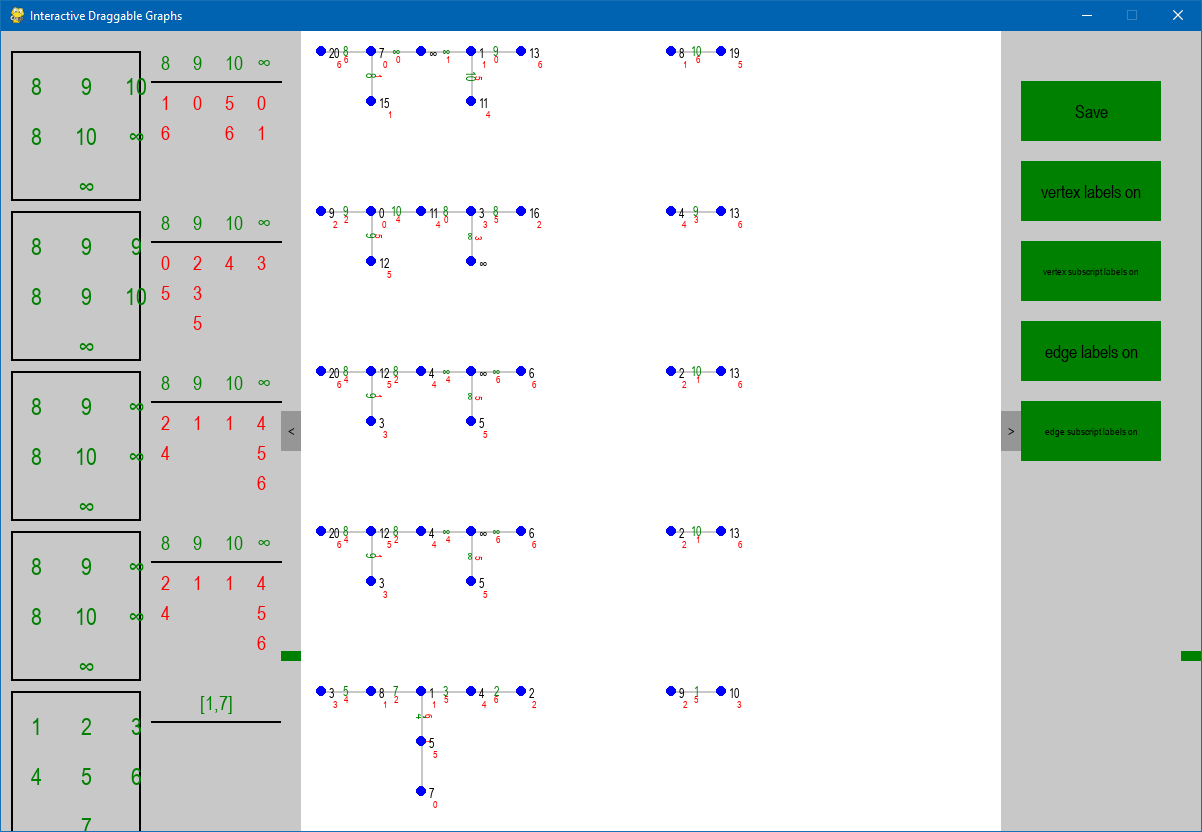 Interactive Draggable Graphs
8 9 10
8 10 ∞
∞
8 9 10 ∞
1 0 5 0
6 6 1
8 9 9
8 9 10
∞
8 9 10 ∞
0 2 4 3
5 3
5
8 9 ∞
8 10 ∞
∞
8 9 10 ∞
2 1 1 4
4 5
6
8 9 ∞
8 10 ∞
∞
8 9 10 ∞
2 1 1 4
4 5
6
1 2 3
4 5 6
7
[1,7]
<
20 8 7 ∞ ∞ ∞ 1 9 13
6 6 0 0 1 1 0 6
8 1 10 5
15 11
1 4
8 10 19
1 6 5
9 9 0 10 11 8 3 8 16
2 2 0 4 4 0 3 5 2
9 5 ∞ 3
12 ∞
5
4 9 13
4 3 6
20 8 12 8 4 ∞ ∞ ∞ 6
6 4 5 2 4 4 6 6
9 1 ∞ 5
3 5
3 5
2 10 13
2 1 6
20 8 12 8 4 ∞ ∞ ∞ 6
6 4 5 2 4 4 6 6
9 1 ∞ 5
3 5
3 5
2 10 13
2 1 6
3 5 8 7 1 3 4 2 2
3 4 1 2 1 5 4 6 2
4 6
5
5
7
0
9 1 10
2 5 3
>
Save
vertex labels on
vertex subscript labels on
edge labels on
edge subscript labels on